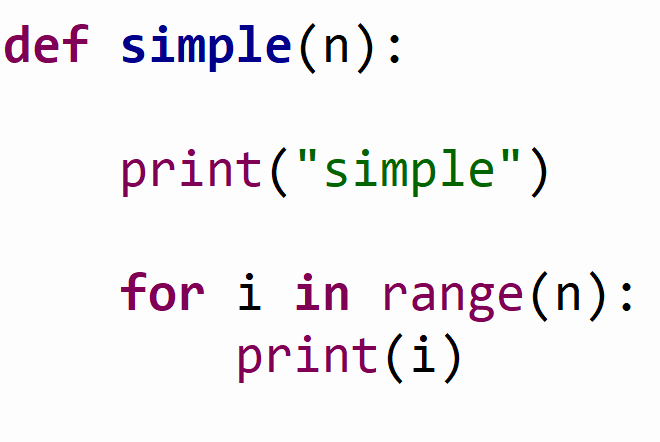 def simple(n):
    print("simple")
    for i in range(n):
        print(i)